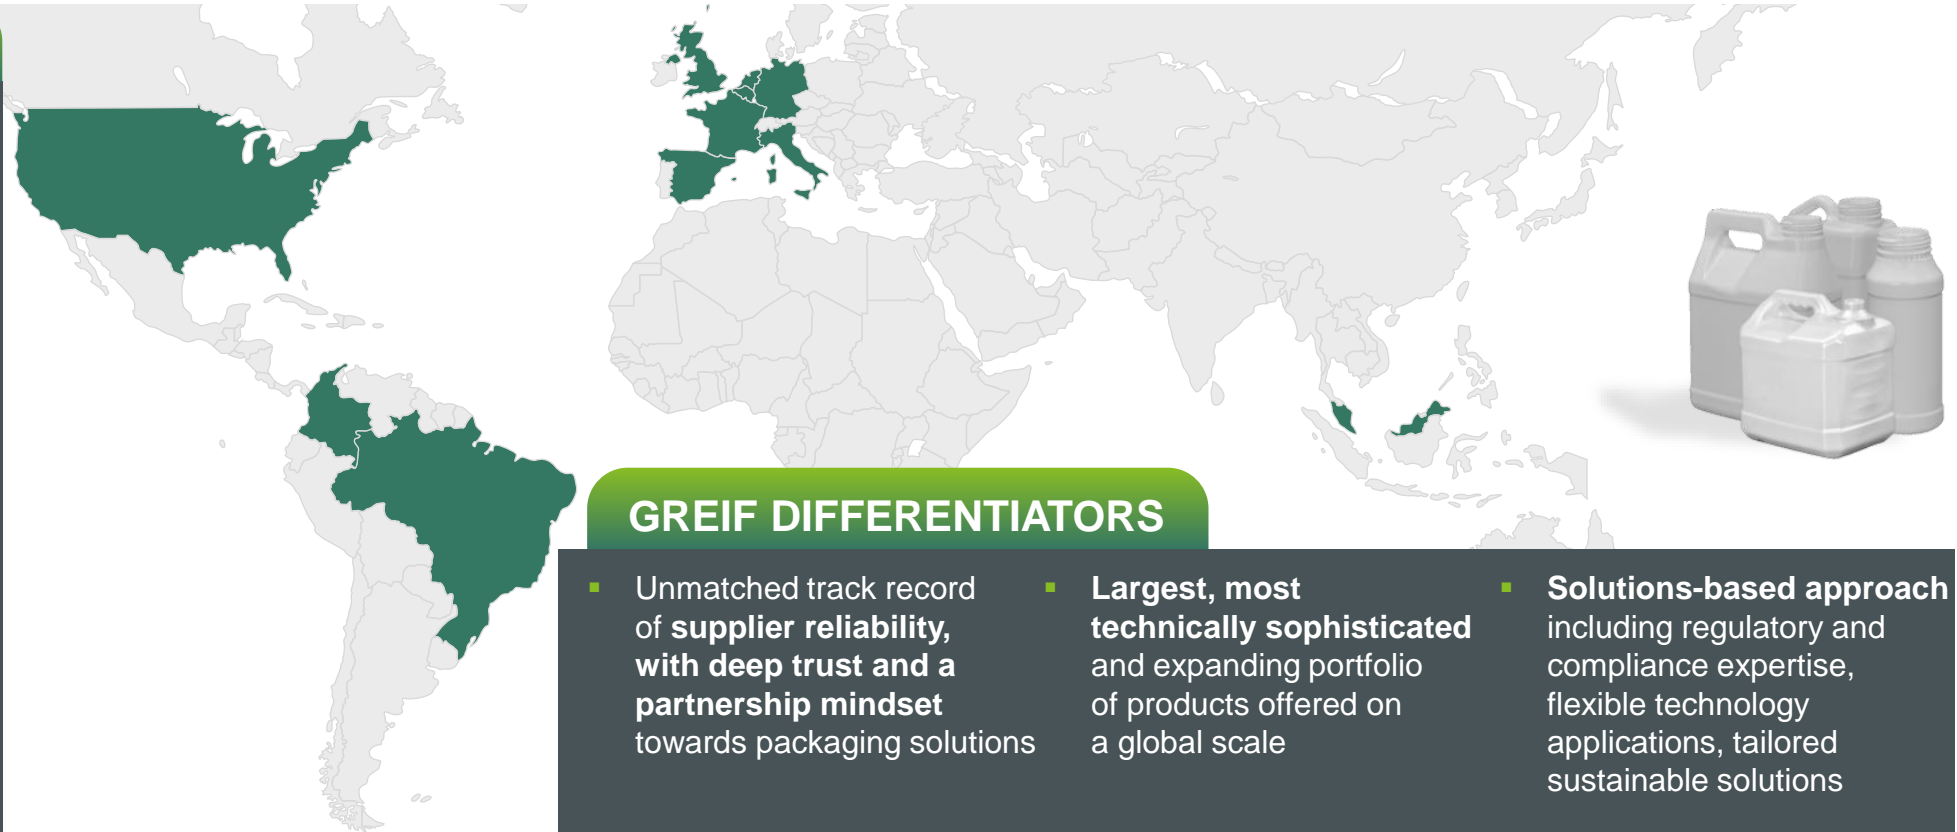 GREIF DIFFERENTIATORS
▪ Unmatched track record
of supplier reliability,
with deep trust and a
partnership mindset
towards packaging solutions
▪ Largest, most
technically sophisticated
and expanding portfolio
of products offered on
a global scale
▪ Solutions-based approach
including regulatory and
compliance expertise,
flexible technology
applications, tailored
sustainable solutions